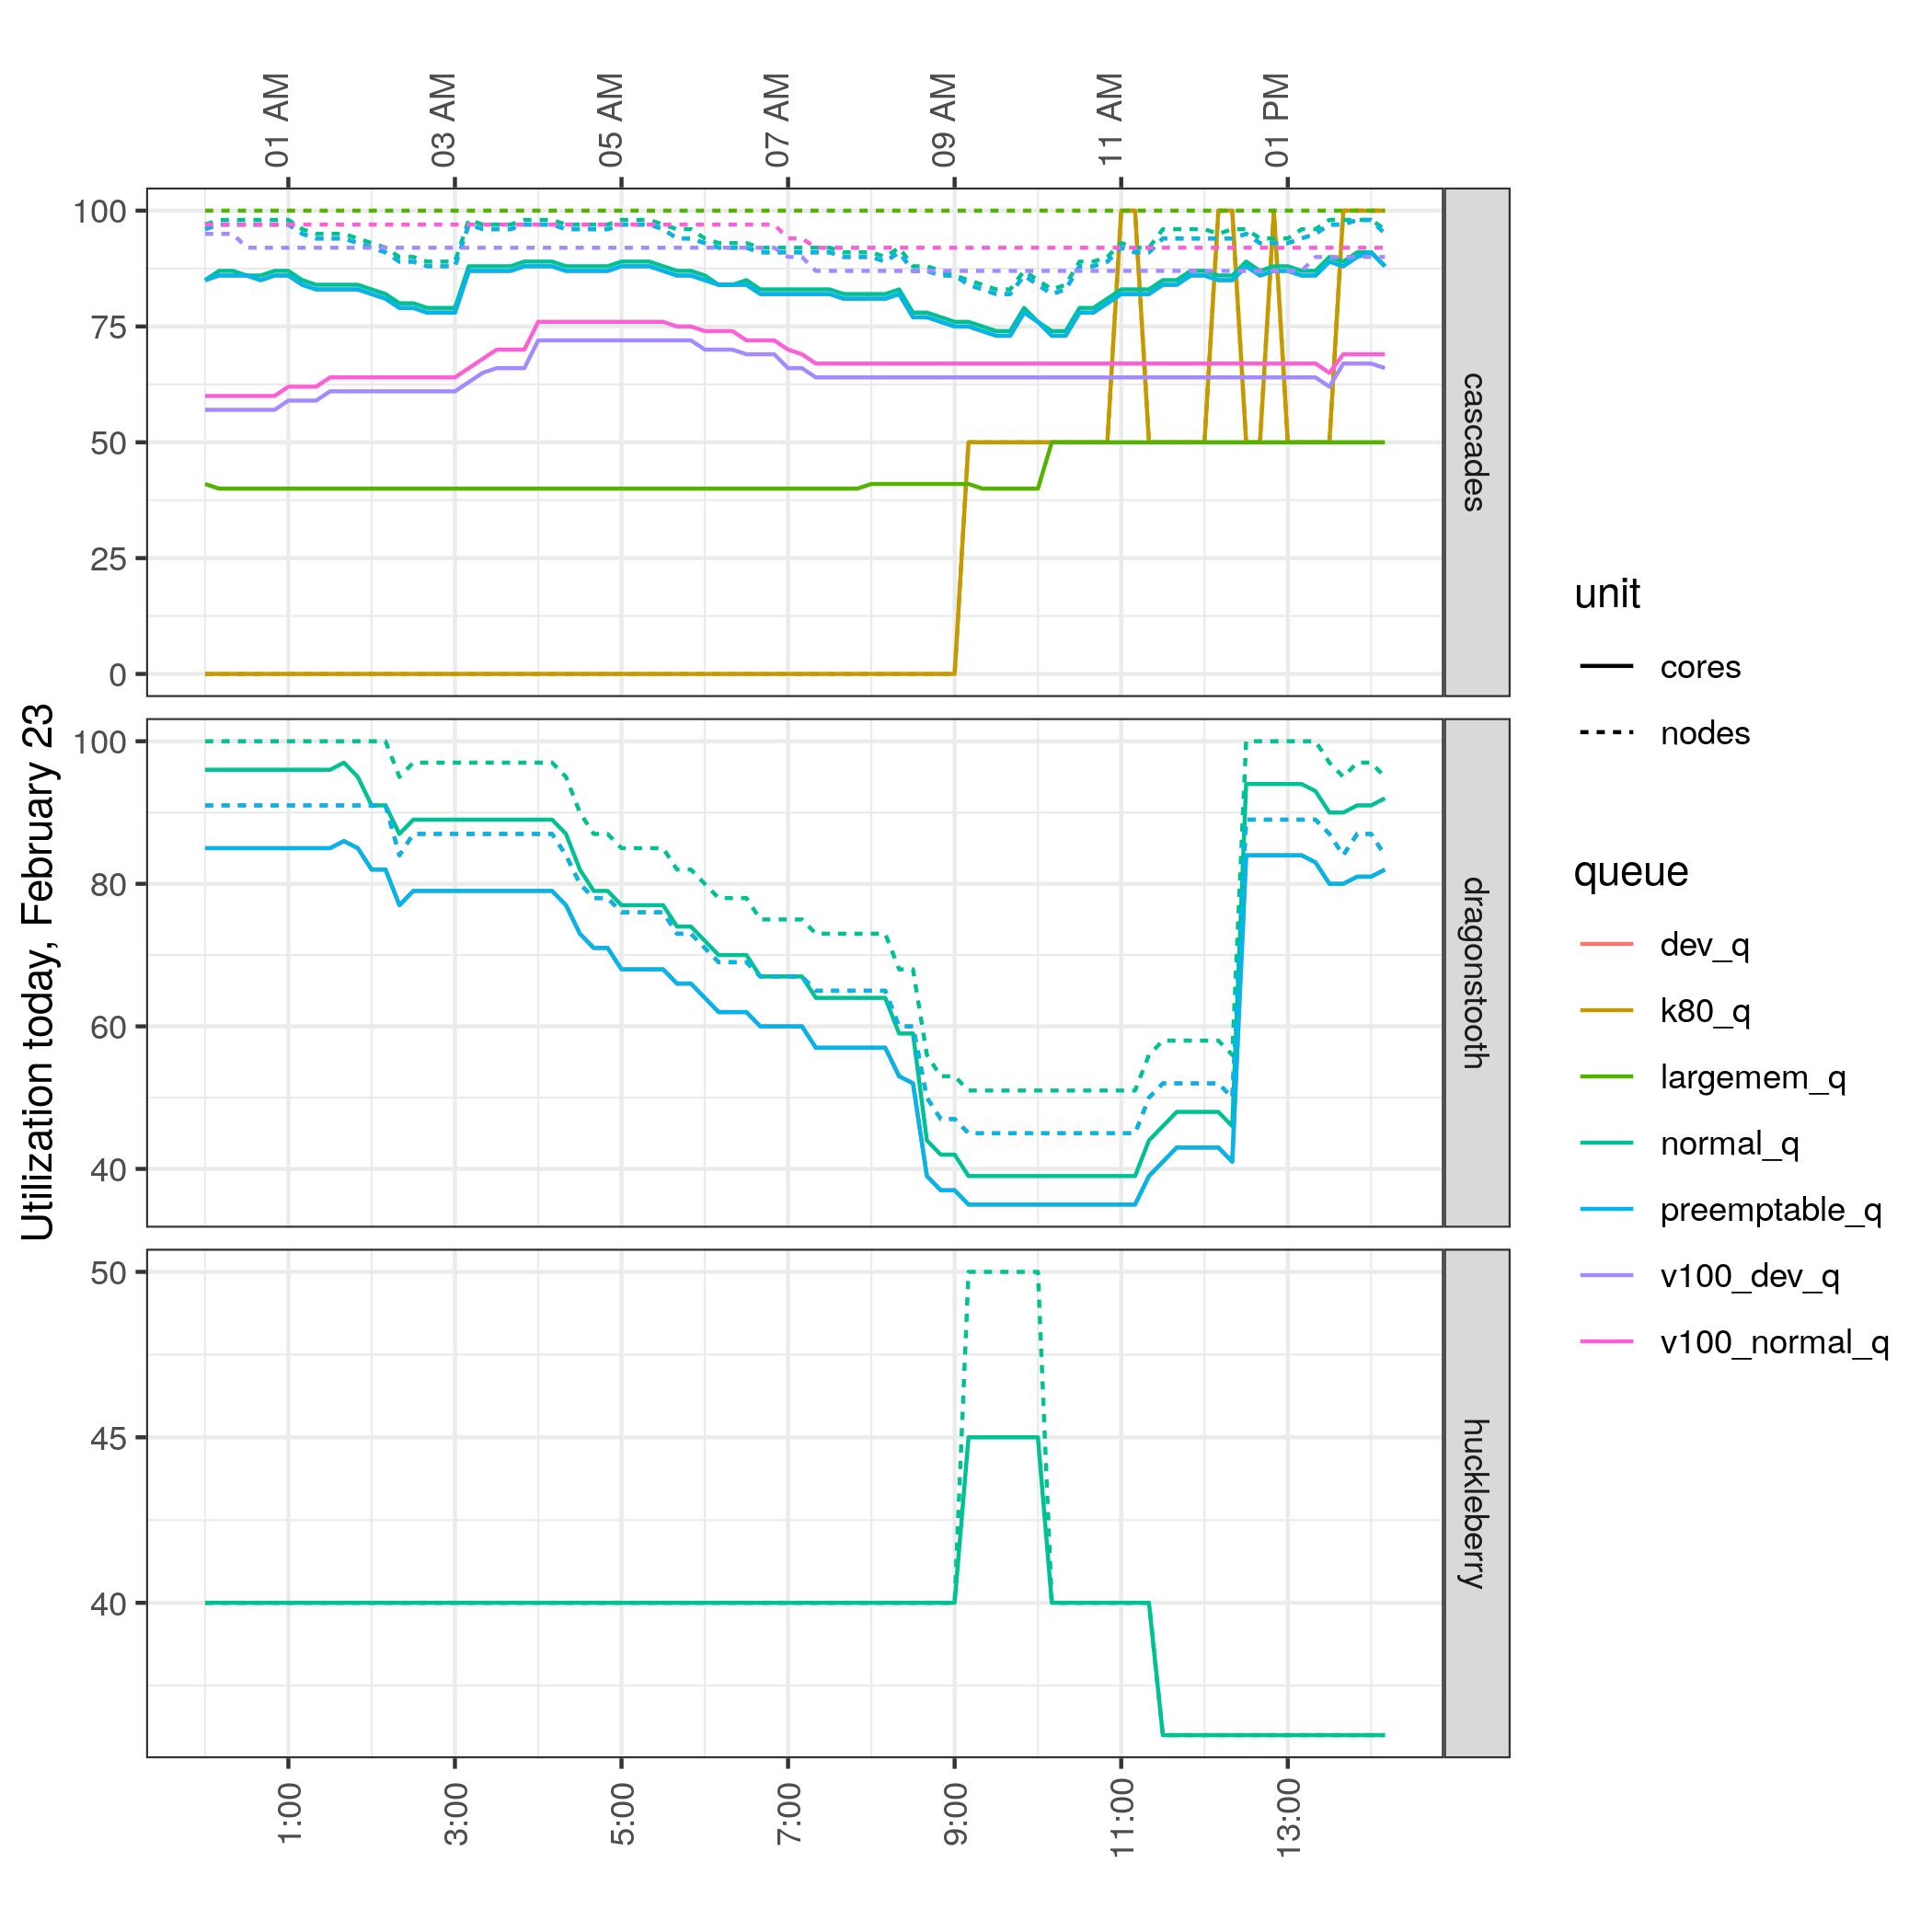 01 AM
03 AM
05 AM
07 AM
09 AM
11 AM
01 PM
Utilization today, February 23
100
75
50
25
0
cascades
100
80
60
40
dragonstooth
50
45
40
huckleberry
1:00
3:00
5:00
7:00
9:00
11:00
13:00
unit
cores
nodes
queue
dev_q
k80_q
largemem_q
normal_q
preemptable_q
v100_dev_q
v100_normal_q